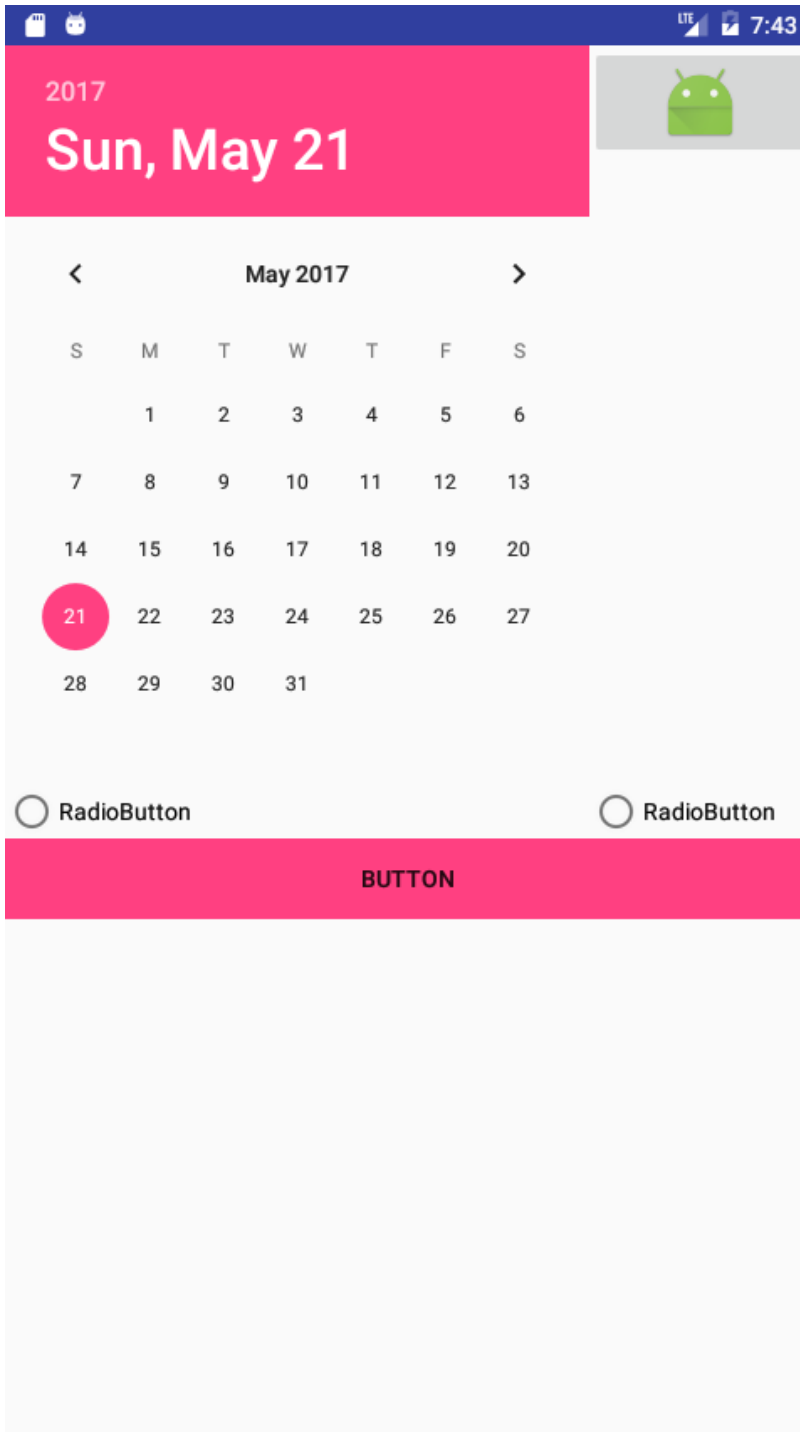 LTE 7:43
2017
Sun, May 21
May 2017
S M T W T F S
1 2 3 4 5 6
7 8 9 10 11 12 13
14 15 16 17 18 19 20
21 22 23 24 25 26 27
28 29 30 31
RadioButton RadioButton
BUTTON